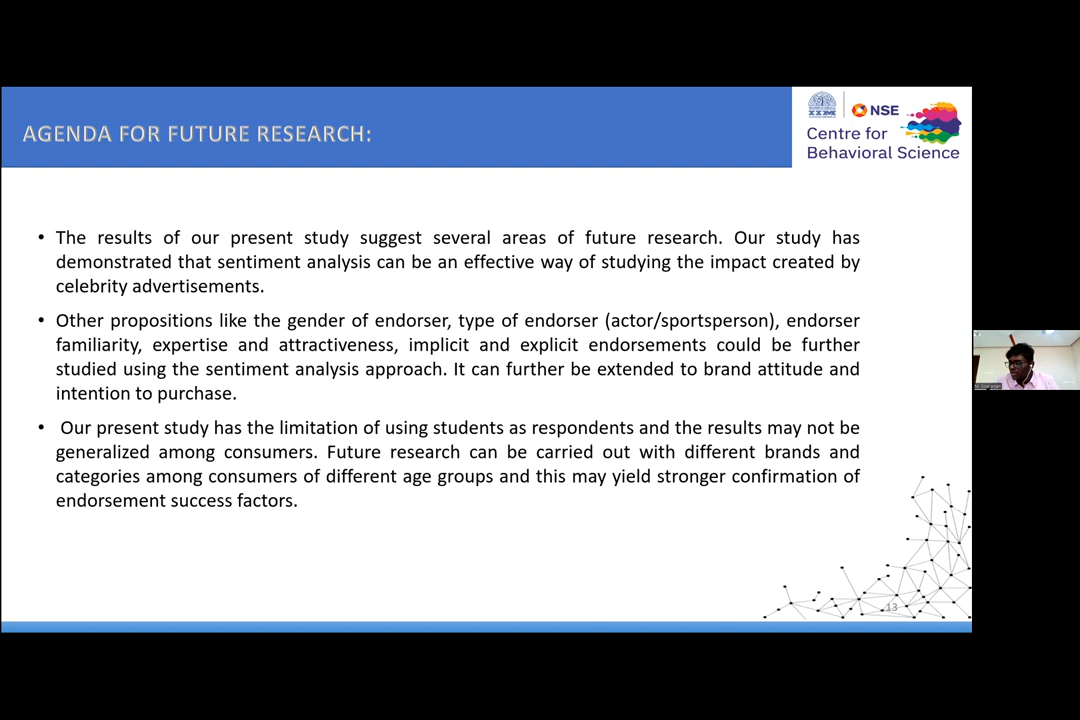 AGENDA FOR FUTURE RESEARCH:
IIM
NSE
Centre for
Behavioral Science
• The results of our present study suggest several areas of future research. Our study has
demonstrated that sentiment analysis can be an effective way of studying the impact created by
celebrity advertisements.
• Other propositions like the gender of endorser, type of endorser (actor/sportsperson), endorser
familiarity, expertise and attractiveness, implicit and explicit endorsements could be further
studied using the sentiment analysis approach. It can further be extended to brand attitude and
intention to purchase.
• Our present study has the limitation of using students as respondents and the results may not be
generalized among consumers. Future research can be carried out with different brands and
categories among consumers of different age groups and this may yield stronger confirmation of
endorsement success factors.
13